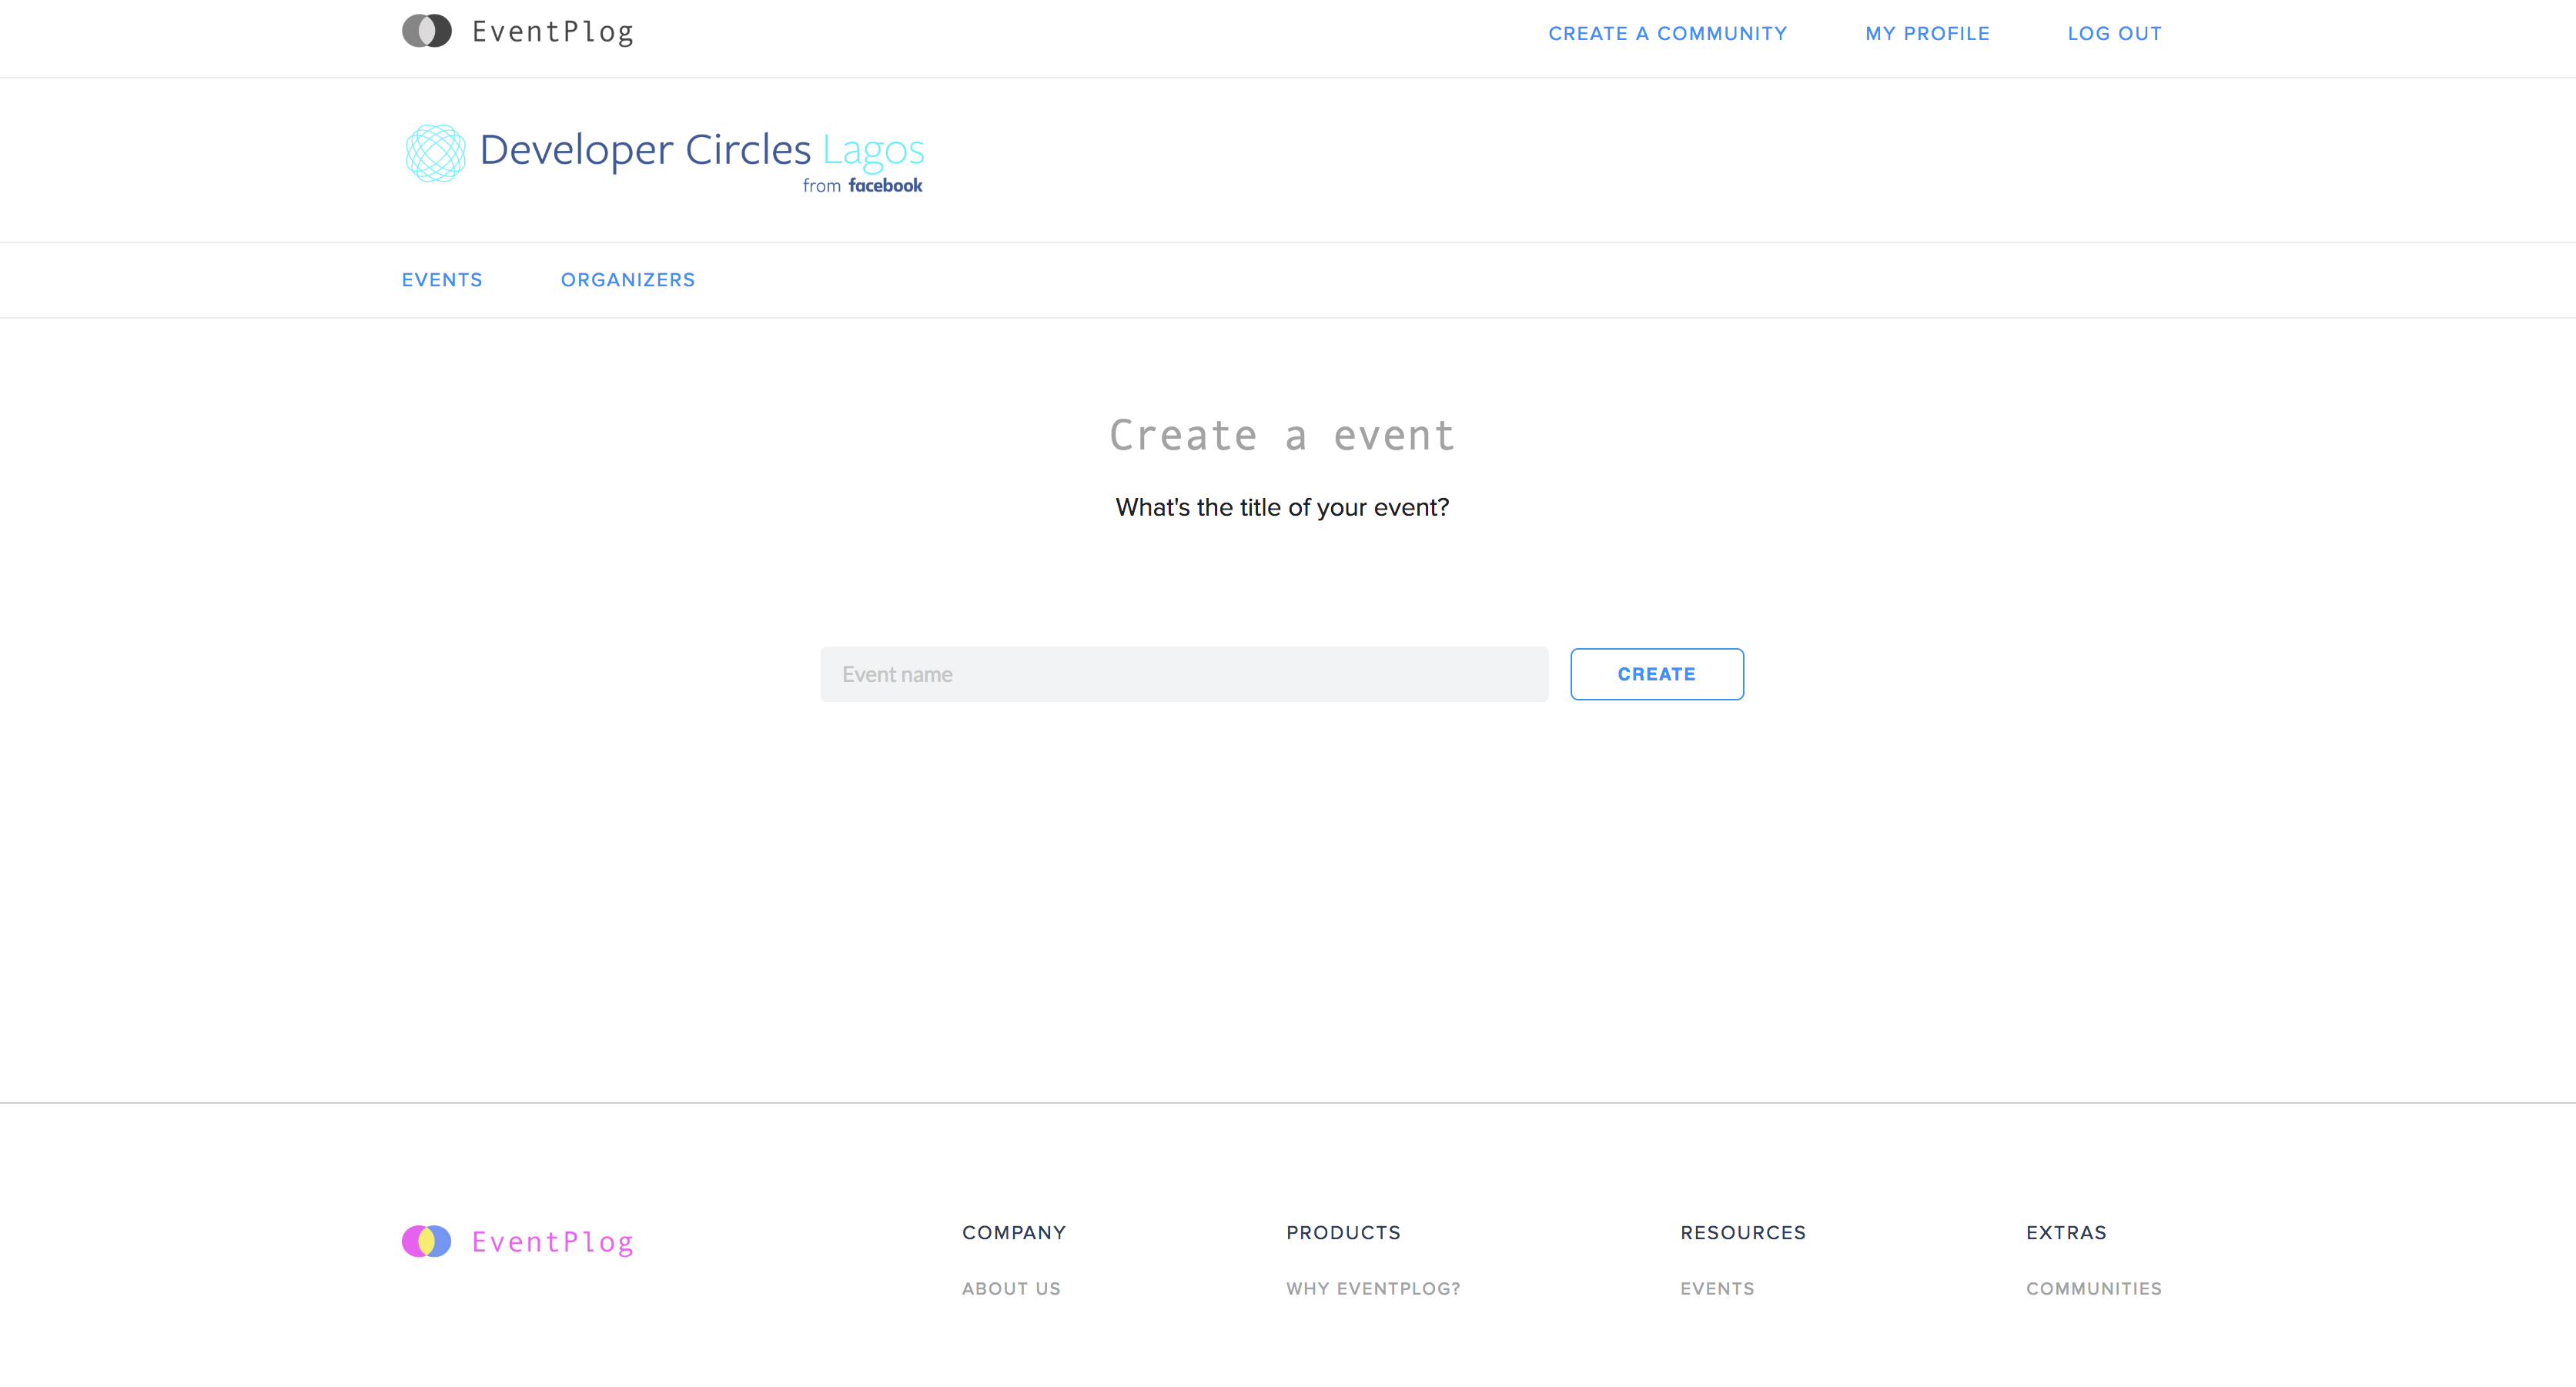 EventPlog
CREATE A COMMUNITY MY PROFILE LOG OUT
Developer Circles Lagos
from facebook
EVENTS ORGANIZERS
Create a event
What's the title of your event?
Event name CREATE
EventPlog
COMPANY PRODUCTS RESOURCES EXTRAS
ABOUT US WHY EVENTPLOG? EVENTS COMMUNITIES